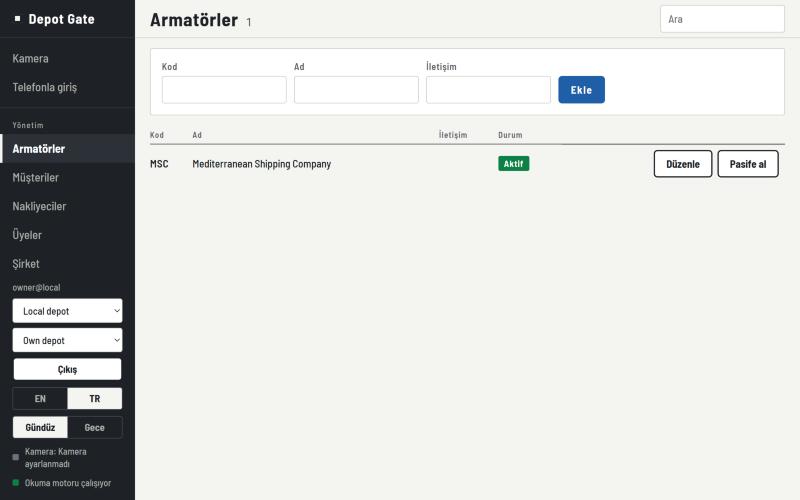 Depot Gate
Kamera
Telefonla giriş
Yönetim
Armatörler
Müşteriler
Nakliyeciler
Üyeler
Şirket
owner@local
Local depot
Own depot
Çıkış
EN TR
Gündüz Gece
Kamera: Kamera
ayarlanmadı
Okuma motoru çalışıyor
Armatörler 1
Ara
Kod Ad İletişim
Ekle
Kod Ad İletişim Durum
MSC Mediterranean Shipping Company Aktif Düzenle Pasife al